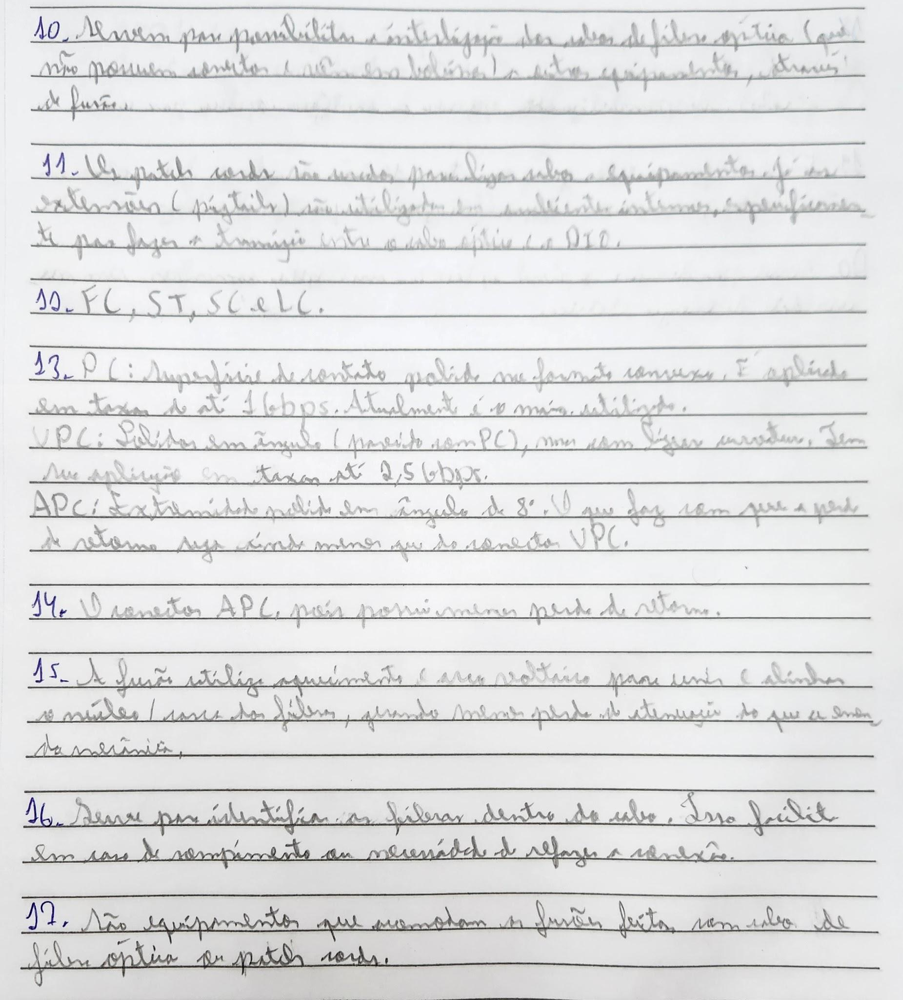 10. Servem para possibilitar a interligação dos cabos de fibra óptica (que
não possuem conector e vêm em bobinas) a outros equipamentos, através
de fusão.
11. Os patch cords são usados para ligar cabos a equipamentos. Já as
extensões (pigtails) são utilizadas em ambientes internos, especificamen-
te para fazer a transição entre o cabo óptico e o DIO.
12. FC, ST, SC e LC.
13. PC: Superfície de contato polida no formato convexo. É aplicado
em taxas de até 1 Gbps. Atualmente é o mais utilizado.
UPC: Polidos em ângulo (parecido com PC), mas com ligeira curvatura. Tem
sua aplicação em taxas até 2,5 Gbps.
APC: Extremidade polida em ângulo de 8°. O que faz com que a perda
de retorno seja ainda menor que do conector UPC.
14. O conector APC, pois possui menor perda de retorno.
15. A fusão utiliza aquecimento e arco voltaico para unir e alinhar
o núcleo / casca das fibras, gerando menor perda de atenuação do que a emen-
da mecânica,
16. Serve para identificar as fibras dentro do cabo. Isso facilita
em caso de rompimento ou necessidade de refazer a conexão.
17. São equipamentos que acomodam as fusões feitas com cabo de
fibra óptica ou patch cords.